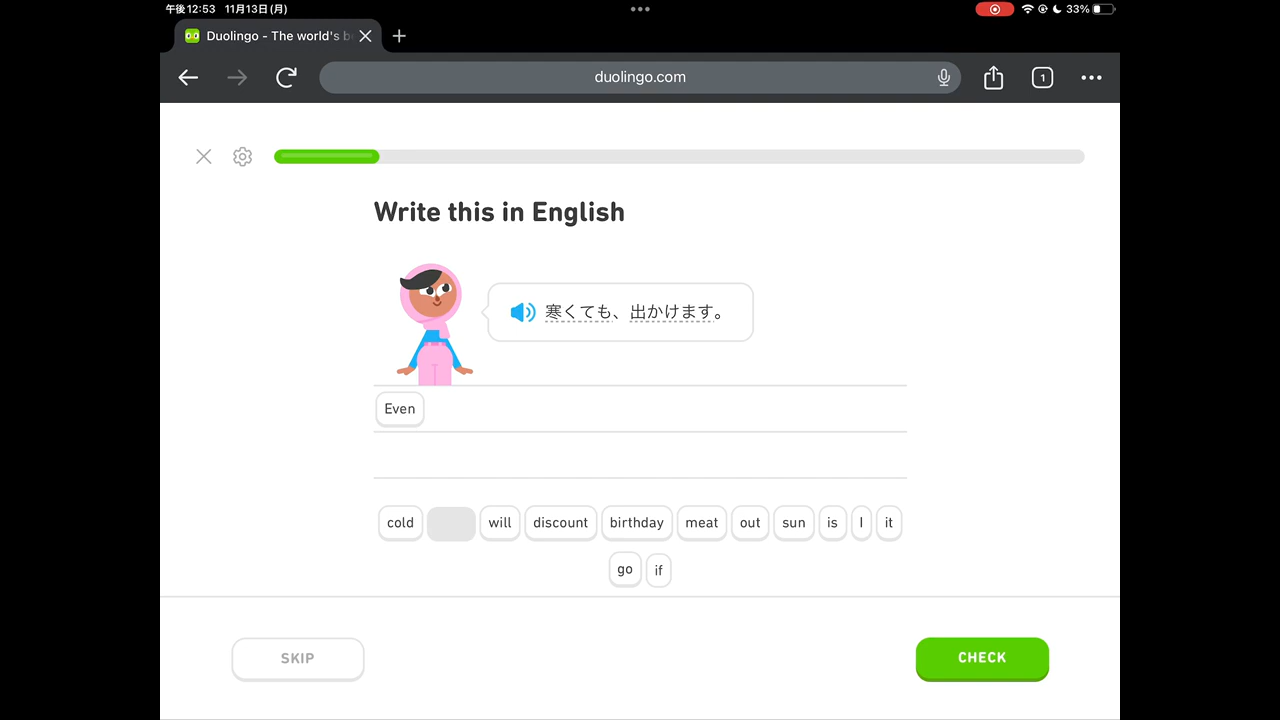 午後12:53 11月13日(月)
33%
Duolingo - The world's b
duolingo.com
1
Write this in English
寒くても、出かけます。
Even
cold will discount birthday meat out sun is I it
go if
SKIP
CHECK